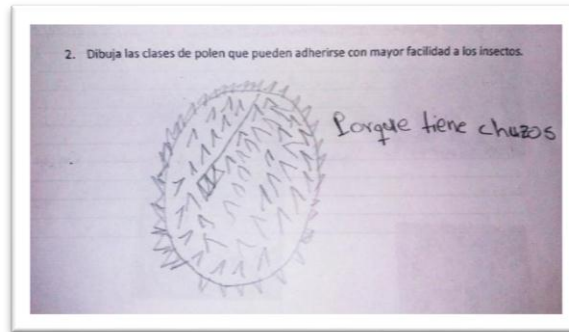 2. Dibuja las clases de polen que pueden adherirse con mayor facilidad a los insectos.
Porque tiene chuzos